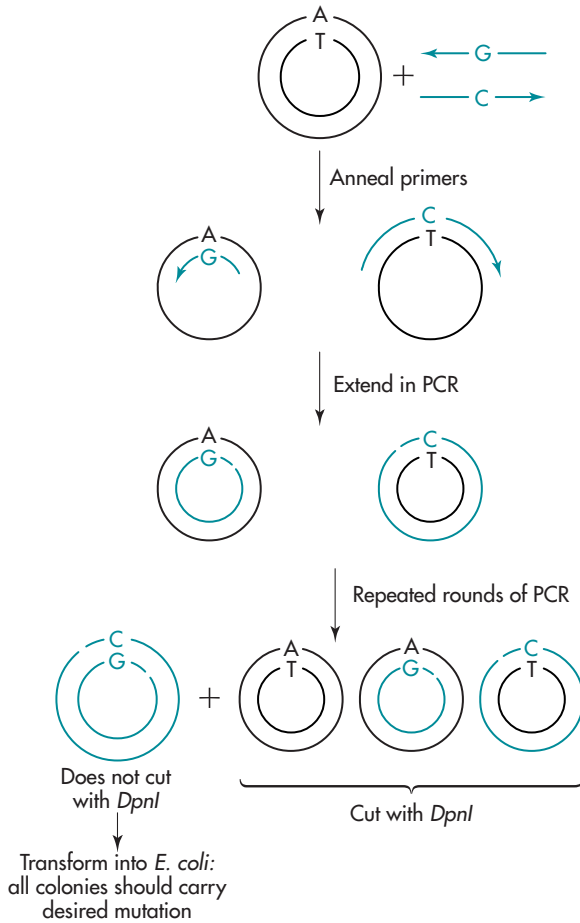 A
T
+
G
C
Anneal primers
A
G
C
T
Extend in PCR
A
G
C
T
Repeated rounds of PCR
C
G
+
A
T
A
G
C
T
Does not cut
with DpnI
Cut with DpnI
Transform into E. coli:
all colonies should carry
desired mutation